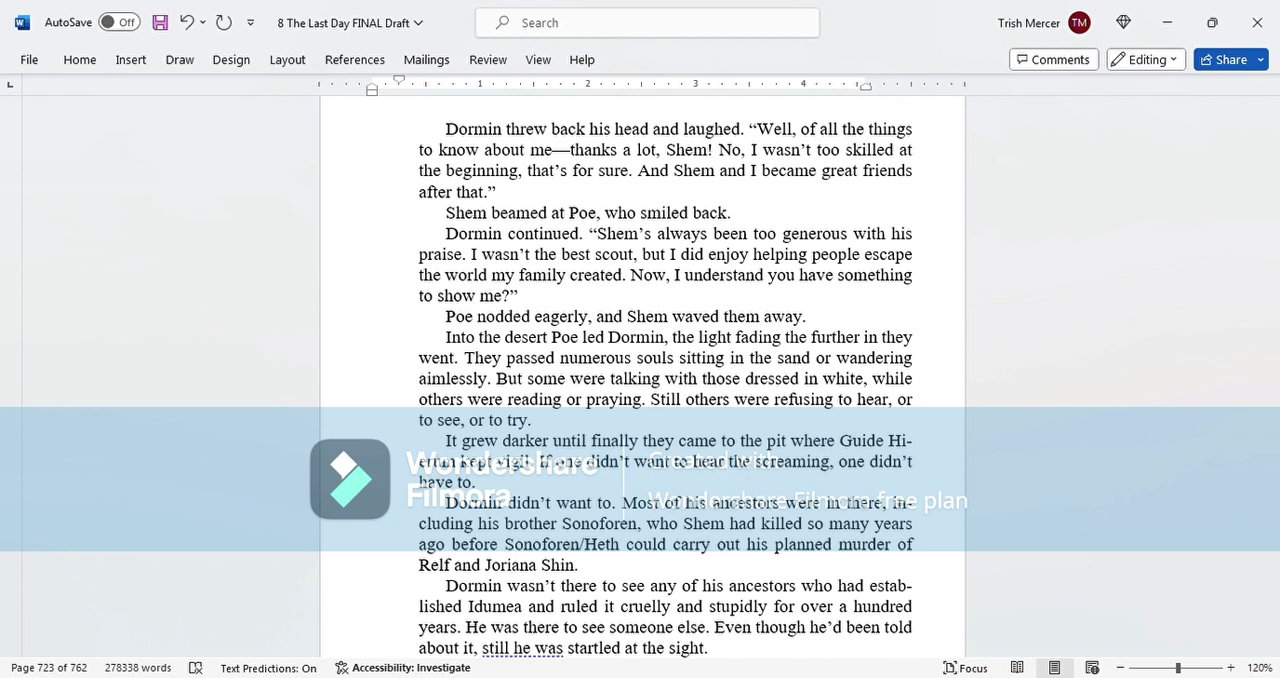 AutoSave Off 8 The Last Day FINAL Draft Search Trish Mercer TM
File Home Insert Draw Design Layout References Mailings Review View Help Comments Editing Share
1 2 3 4
Dormin threw back his head and laughed. “Well, of all the things
to know about me—thanks a lot, Shem! No, I wasn’t too skilled at
the beginning, that’s for sure. And Shem and I became great friends
after that.”
Shem beamed at Poe, who smiled back.
Dormin continued. “Shem’s always been too generous with his
praise. I wasn’t the best scout, but I did enjoy helping people escape
the world my family created. Now, I understand you have something
to show me?”
Poe nodded eagerly, and Shem waved them away.
Into the desert Poe led Dormin, the light fading the further in they
went. They passed numerous souls sitting in the sand or wandering
aimlessly. But some were talking with those dressed in white, while
others were reading or praying. Still others were refusing to hear, or
to see, or to try.
It grew darker until finally they came to the pit where Guide Hi-
erum kept vigil. If one didn’t want to hear the screaming, one didn’t
have to.
Dormin didn’t want to. Most of his ancestors were in there, in-
cluding his brother Sonoforen, who Shem had killed so many years
ago before Sonoforen/Heth could carry out his planned murder of
Relf and Joriana Shin.
Dormin wasn’t there to see any of his ancestors who had estab-
lished Idumea and ruled it cruelly and stupidly for over a hundred
years. He was there to see someone else. Even though he’d been told
about it, still he was startled at the sight.
Wondershare
Filmora
Created with
Wondershare Filmora free plan
Page 723 of 762 278338 words Text Predictions: On Accessibility: Investigate Focus 120%